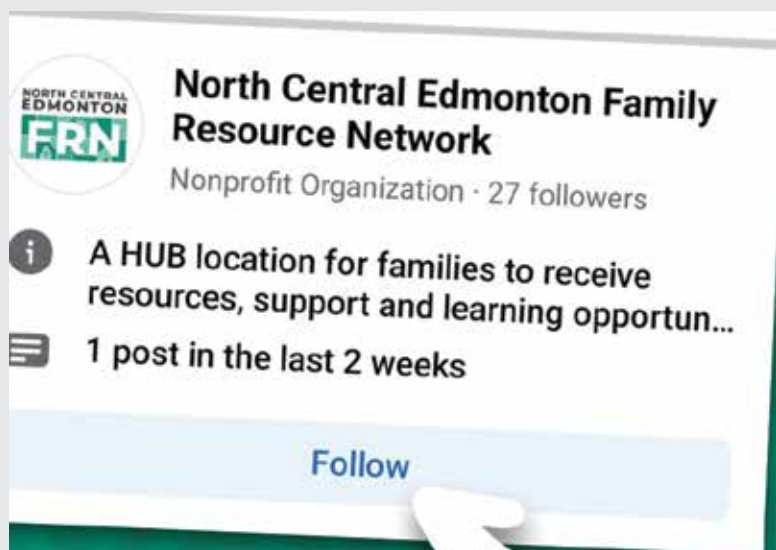 NORTH CENTRAL
EDMONTON
FRN
North Central Edmonton Family
Resource Network
Nonprofit Organization · 27 followers
i
A HUB location for families to receive
resources, support and learning opportun...
1 post in the last 2 weeks
Follow